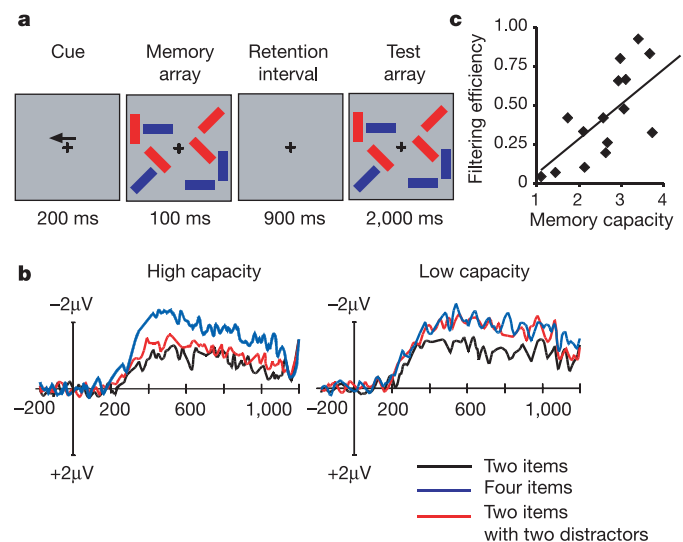 a
Cue
Memory array
Retention interval
Test array
200 ms
100 ms
900 ms
2,000 ms
c
Filtering efficiency
1.00
0.75
0.50
0.25
0
1 2 3 4
Memory capacity
b
High capacity
−2µV
−200 200 600 1,000
+2µV
Low capacity
−2µV
−200 200 600 1,000
+2µV
Two items
Four items
Two items
with two distractors